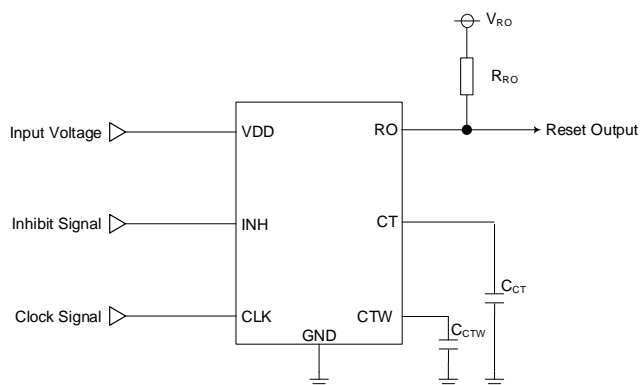 VRO
RRO
Input Voltage VDD RO Reset Output
Inhibit Signal INH CT
CCT
Clock Signal CLK CTW
CCTW
GND